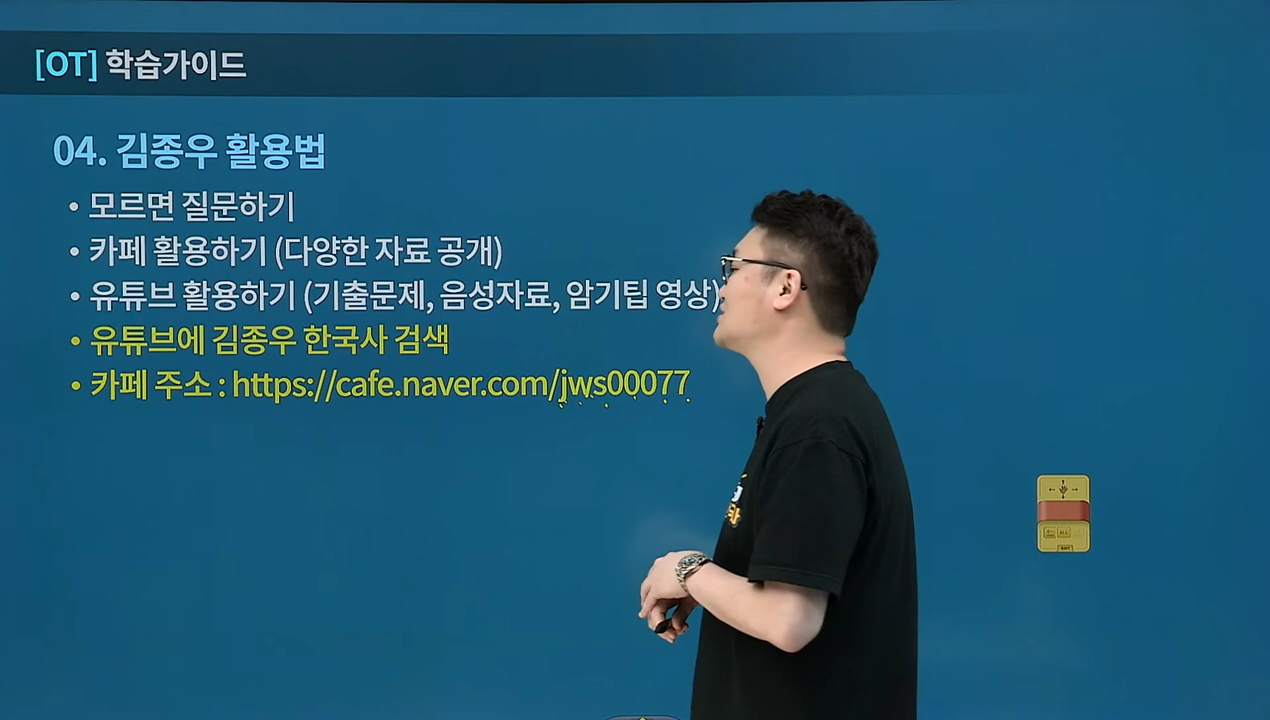 [OT] 학습가이드
04. 김종우 활용법
• 모르면 질문하기
• 카페 활용하기 (다양한 자료 공개)
• 유튜브 활용하기 (기출문제, 음성자료, 암기팁 영상)
• 유튜브에 김종우 한국사 검색
• 카페 주소 : https://cafe.naver.com/jws00077
ALL